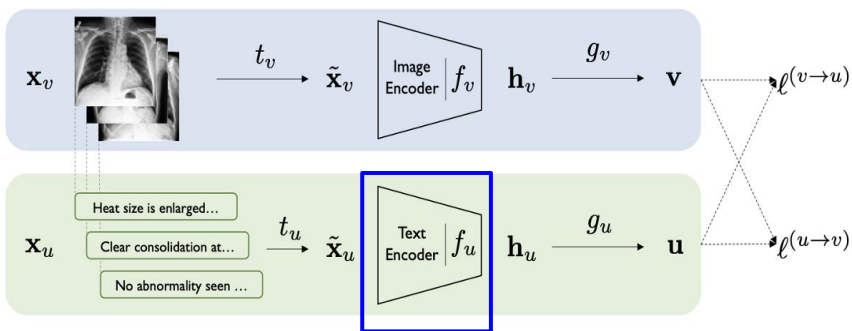 x_v t_v x̃_v Image Encoder f_v h_v g_v v ℓ^(v→u)
Heat size is enlarged…
x_u Clear consolidation at… t_u x̃_u Text Encoder f_u h_u g_u u ℓ^(u→v)
No abnormality seen …